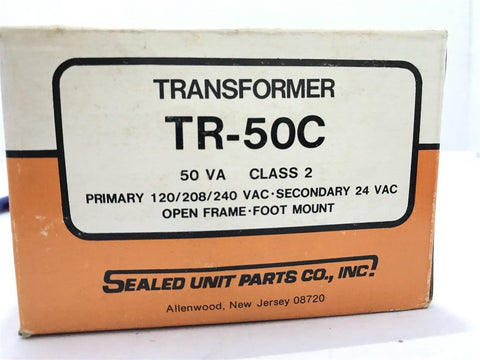 TRANSFORMER
TR-50C
50 VA CLASS 2
PRIMARY 120/208/240 VAC·SECONDARY 24 VAC
OPEN FRAME·FOOT MOUNT
SEALED UNIT PARTS CO., INC!
Allenwood, New Jersey 08720